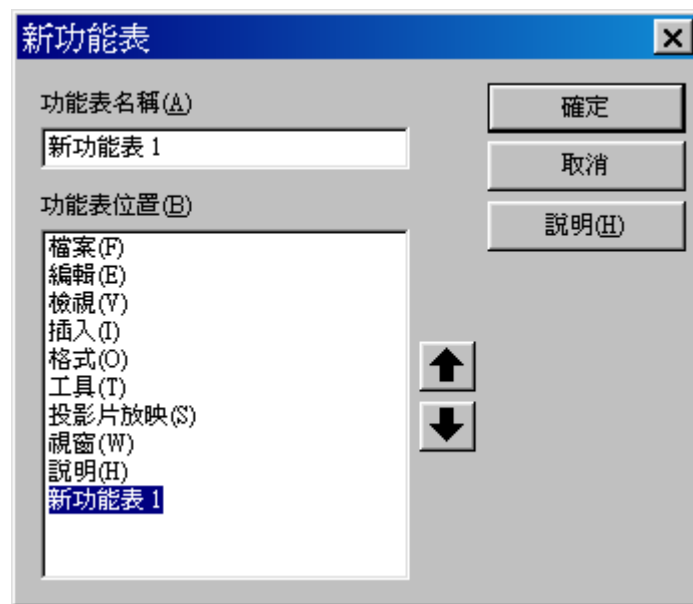 新功能表
功能表名稱(A)
新功能表 1
功能表位置(B)
檔案(F)
編輯(E)
檢視(V)
插入(I)
格式(O)
工具(T)
投影片放映(S)
視窗(W)
說明(H)
新功能表 1
確定
取消
說明(H)